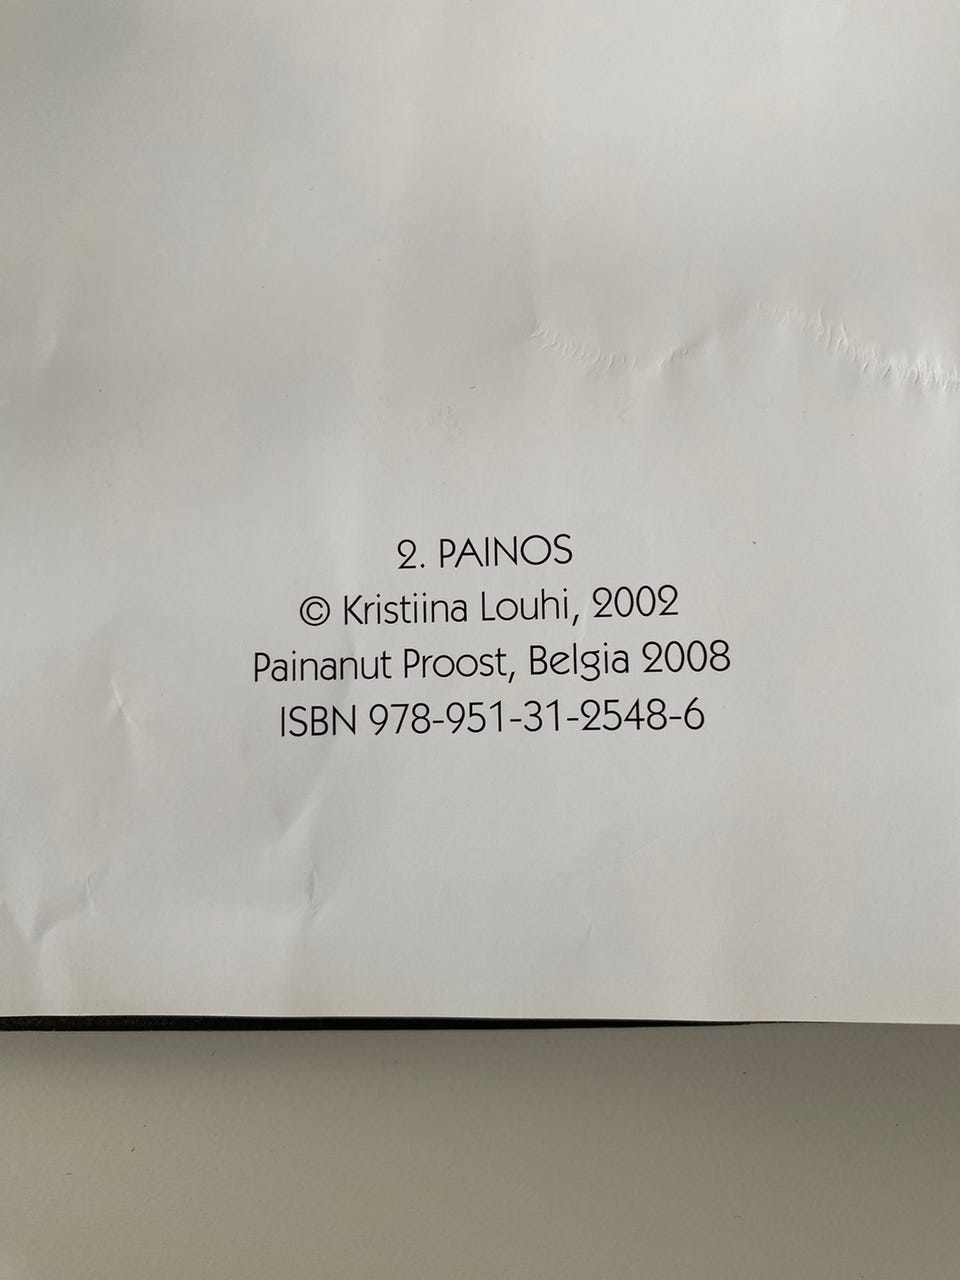 2. PAINOS
© Kristiina Louhi, 2002
Painanut Proost, Belgia 2008
ISBN 978-951-31-2548-6